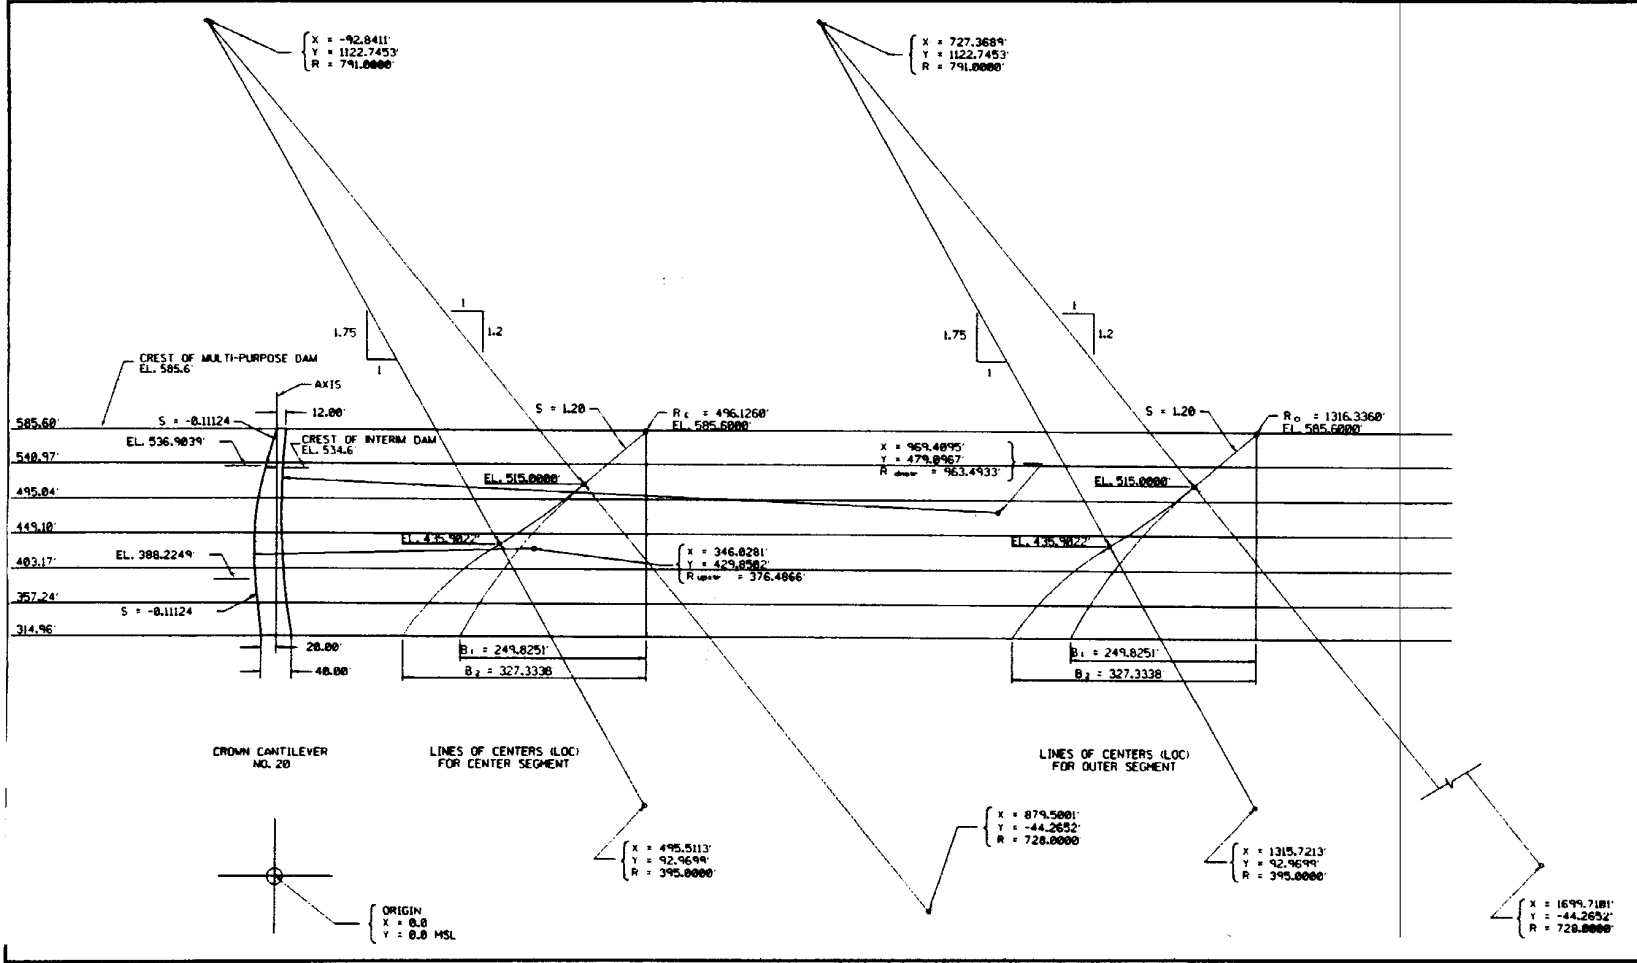 X = -92.8411'
Y = 1122.7453'
R = 791.0000'
X = 727.3689'
Y = 1122.7453'
R = 791.0000'
1
1.75
1.2
1
1
1.75
1.2
1
CREST OF MULTI-PURPOSE DAM
EL. 585.6'
AXIS
12.00'
S = -0.11124
CREST OF INTERIM DAM
EL. 534.6'
EL. 536.9039'
585.60'
540.97'
495.04'
449.10'
403.17'
357.24'
314.96'
EL. 388.2249'
S = -0.11124
20.00'
40.00'
S = 1.20
R C = 496.1260'
EL. 585.6000'
EL. 515.0000'
EL. 435.9022'
X = 969.4095'
Y = 479.0967'
R dnstr = 963.4933'
X = 346.0281'
Y = 429.8502'
R upstr = 376.4866'
B1 = 249.8251'
B2 = 327.3338'
S = 1.20
R O = 1316.3360'
EL. 585.6000'
EL. 515.0000'
EL. 435.9022'
B1 = 249.8251'
B2 = 327.3338'
CROWN CANTILEVER
NO. 20
LINES OF CENTERS (LOC)
FOR CENTER SEGMENT
LINES OF CENTERS (LOC)
FOR OUTER SEGMENT
X = 495.5113'
Y = 92.9699'
R = 395.0000'
X = 879.5001'
Y = -44.2652'
R = 728.0000'
X = 1315.7213'
Y = 92.9699'
R = 395.0000'
X = 1699.7101'
Y = -44.2652'
R = 728.0000'
ORIGIN
X = 0.0
Y = 0.0 MSL